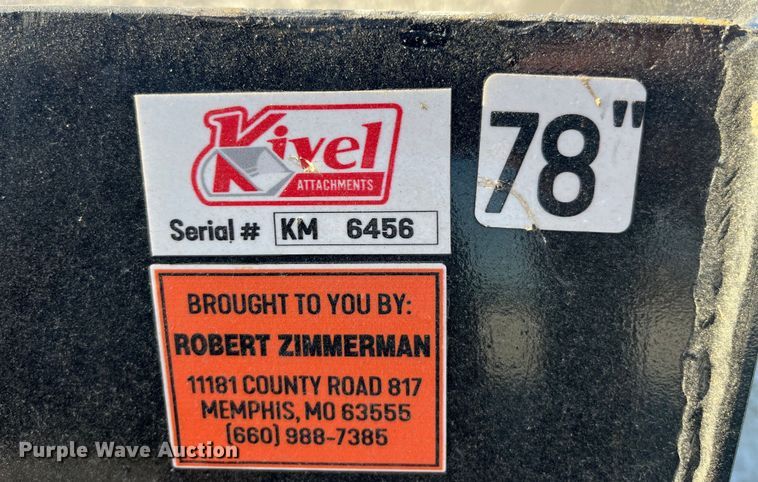 Kivel
ATTACHMENTS
Serial # KM 6456
78"
BROUGHT TO YOU BY:
ROBERT ZIMMERMAN
11181 COUNTY ROAD 817
MEMPHIS, MO 63555
(660) 988-7385
Purple Wave Auction